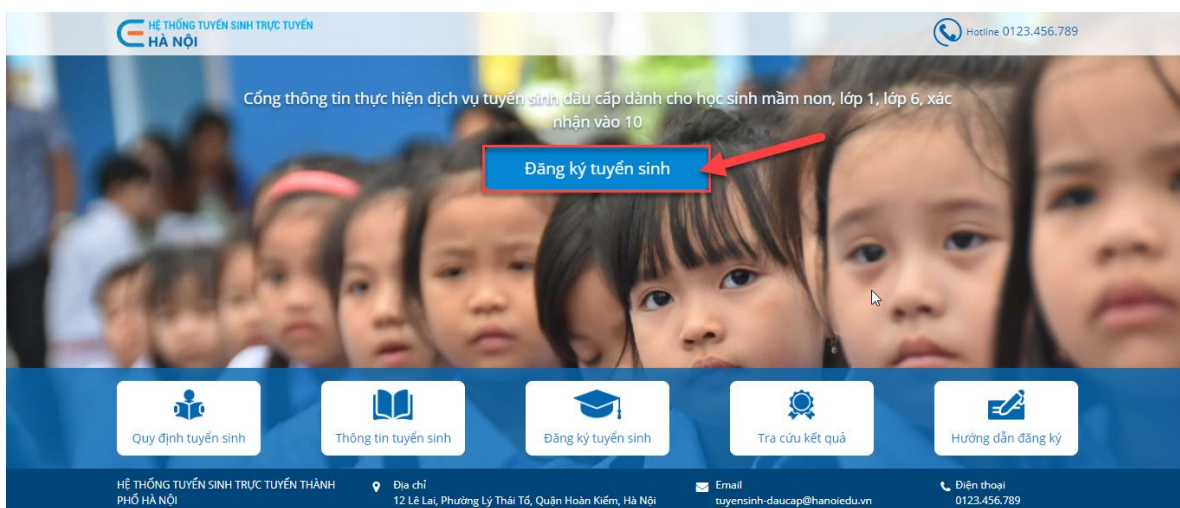 HỆ THỐNG TUYỂN SINH TRỰC TUYẾN
HÀ NỘI
Hotline 0123.456.789
Cổng thông tin thực hiện dịch vụ tuyển sinh đầu cấp dành cho học sinh mầm non, lớp 1, lớp 6, xác
nhận vào 10
Đăng ký tuyển sinh
Quy định tuyển sinh
Thông tin tuyển sinh
Đăng ký tuyển sinh
Tra cứu kết quả
Hướng dẫn đăng ký
HỆ THỐNG TUYỂN SINH TRỰC TUYẾN THÀNH
PHỐ HÀ NỘI
Địa chỉ
12 Lê Lai, Phường Lý Thái Tổ, Quận Hoàn Kiếm, Hà Nội
Email
tuyensinh-daucap@hanoiedu.vn
Điện thoại
0123.456.789